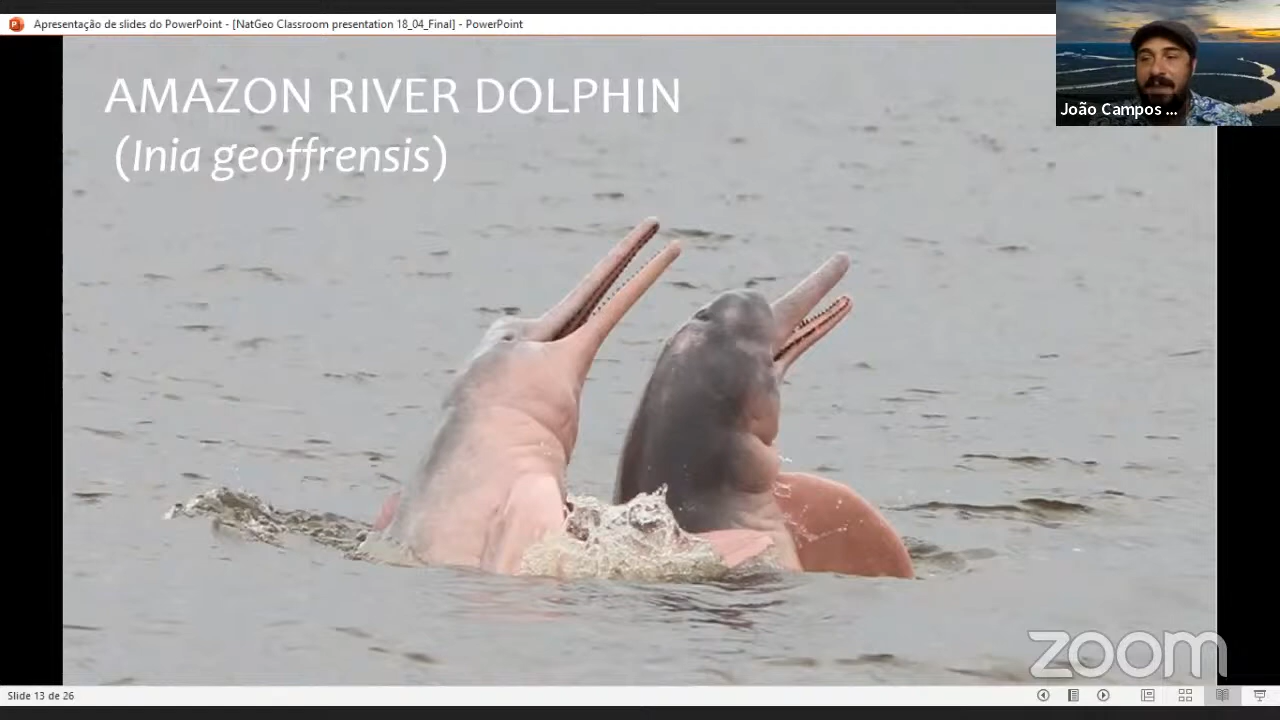 Apresentação de slides do PowerPoint - [NatGeo Classroom presentation 18_04_Final] - PowerPoint
AMAZON RIVER DOLPHIN
(Inia geoffrensis)
João Campos ...
zoom
Slide 13 de 26